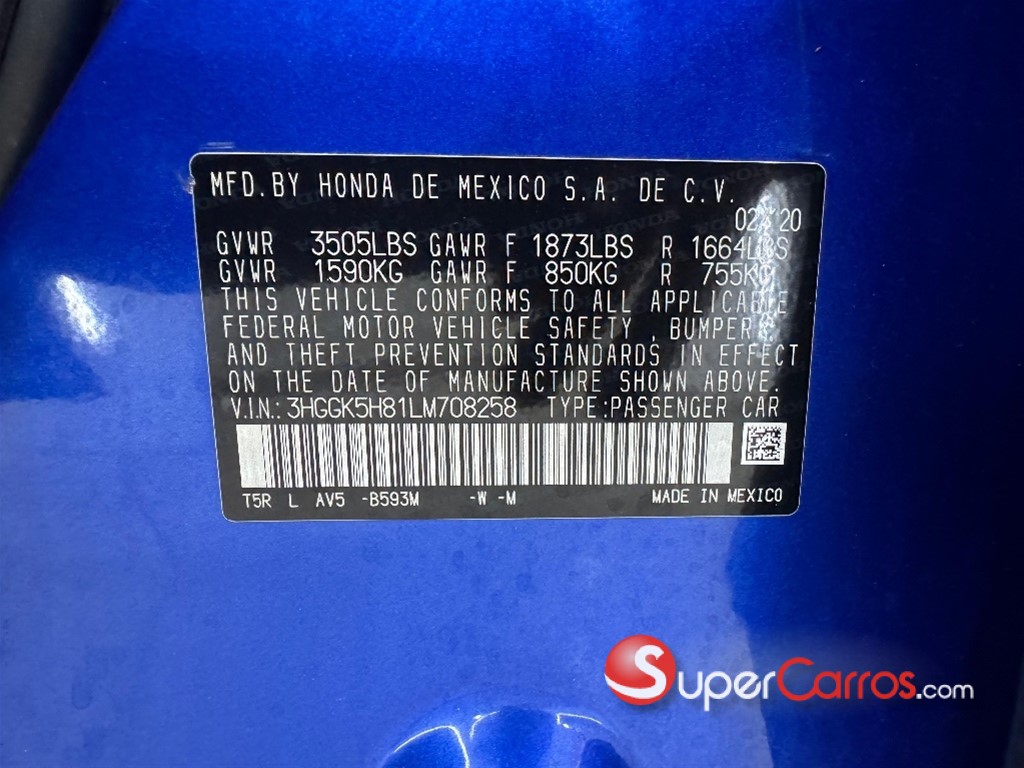 MFD. BY HONDA DE MEXICO S.A. DE C.V.
02/20
GVWR 3505LBS GAWR F 1873LBS R 1664LBS
GVWR 1590KG GAWR F 850KG R 755KG
THIS VEHICLE CONFORMS TO ALL APPLICABLE
FEDERAL MOTOR VEHICLE SAFETY , BUMPER ,
AND THEFT PREVENTION STANDARDS IN EFFECT
ON THE DATE OF MANUFACTURE SHOWN ABOVE.
V.I.N.: 3HGGK5H81LM708258 TYPE:PASSENGER CAR
T5R L AV5 -B593M -W -M MADE IN MEXICO
S SUPERCARROS.com